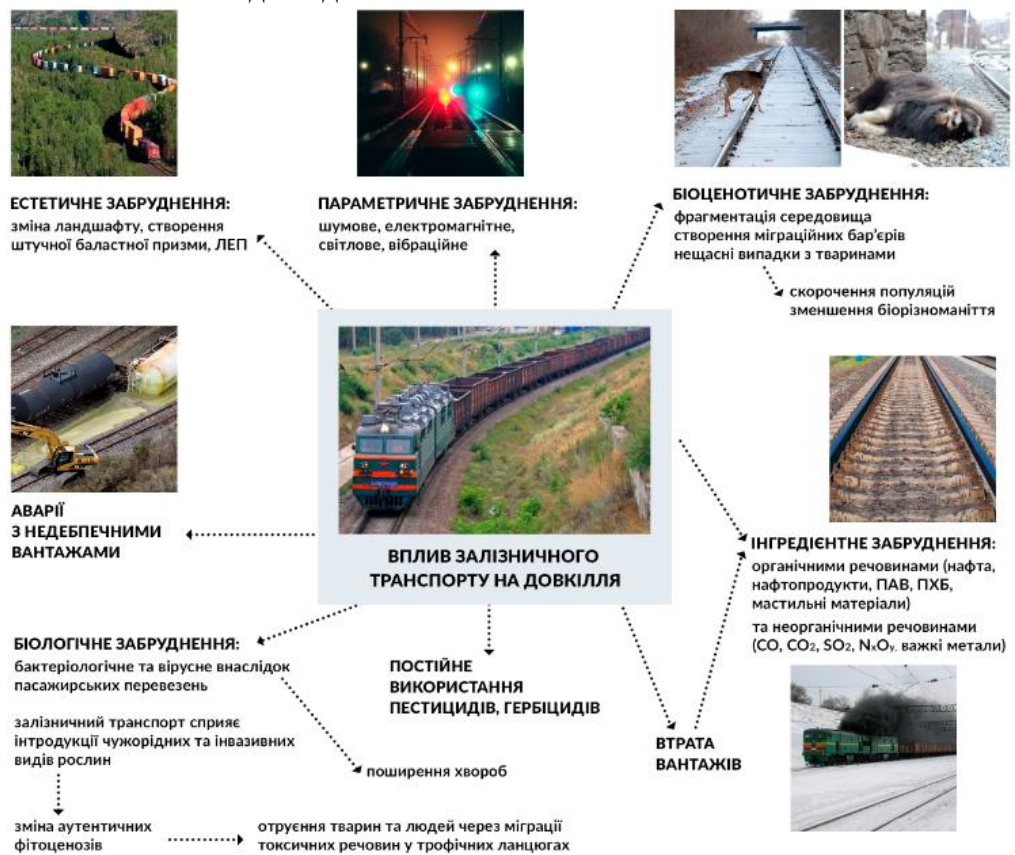 ЕСТЕТИЧНЕ ЗАБРУДНЕННЯ:
зміна ландшафту, створення
штучної баластної призми, ЛЕП
ПАРАМЕТРИЧНЕ ЗАБРУДНЕННЯ:
шумове, електромагнітне,
світлове, вібраційне
БІОЦЕНОТИЧНЕ ЗАБРУДНЕННЯ:
фрагментація середовища
створення міграційних бар’єрів
нещасні випадки з тваринами
скорочення популяцій
зменшення біорізноманіття
АВАРІЇ
З НЕДЕБПЕЧНИМИ
ВАНТАЖАМИ
ВПЛИВ ЗАЛІЗНИЧНОГО
ТРАНСПОРТУ НА ДОВКІЛЛЯ
ІНГРЕДІЄНТНЕ ЗАБРУДНЕННЯ:
органічними речовинами (нафта,
нафтопродукти, ПАВ, ПХБ,
мастильні матеріали)
та неорганічними речовинами
(CO, CO₂, SO₂, NₓOᵧ. важкі метали)
БІОЛОГІЧНЕ ЗАБРУДНЕННЯ:
бактеріологічне та вірусне внаслідок
пасажирських перевезень
залізничний транспорт сприяє
інтродукції чужорідних та інвазивних
видів рослин
ПОСТІЙНЕ
ВИКОРИСТАННЯ
ПЕСТИЦИДІВ, ГЕРБІЦИДІВ
ВТРАТА
ВАНТАЖІВ
поширення хвороб
зміна аутентичних
фітоценозів
отруєння тварин та людей через міграції
токсичних речовин у трофічних ланцюгах